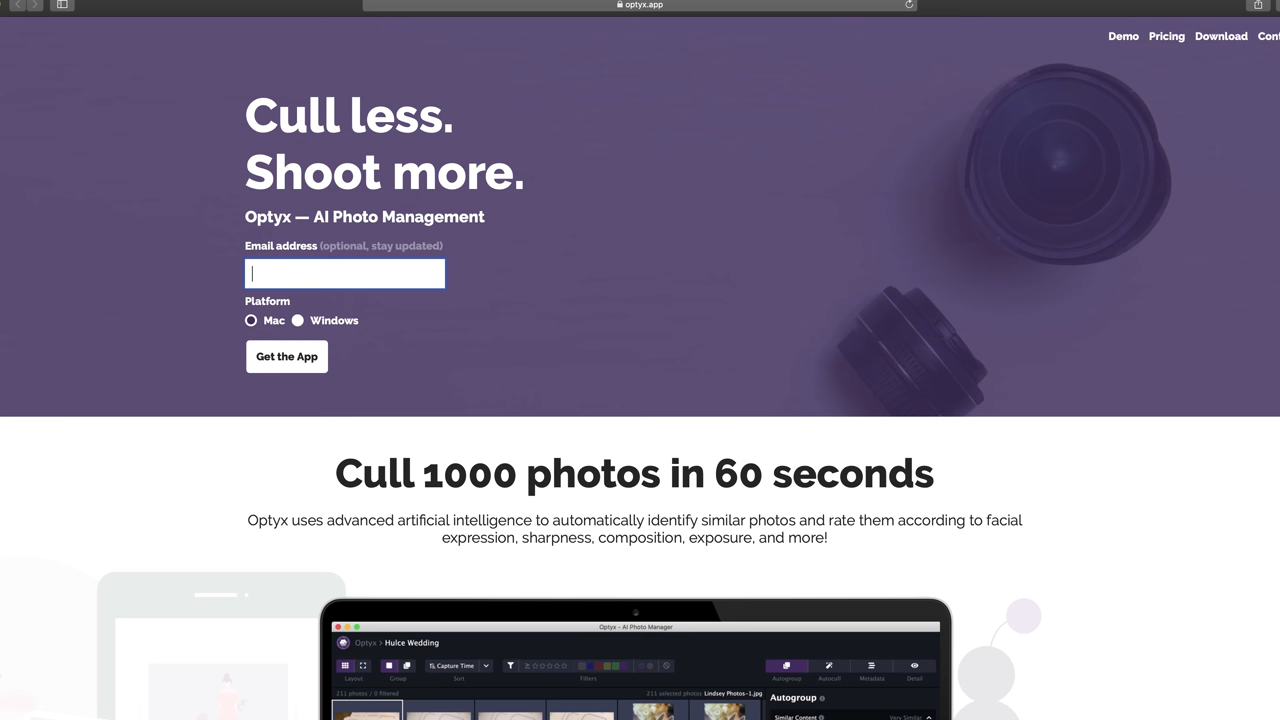 optyx.app
Demo Pricing Download Cont
Cull less.
Shoot more.
Optyx — AI Photo Management
Email address (optional, stay updated)
Platform
Mac Windows
Get the App
Cull 1000 photos in 60 seconds
Optyx uses advanced artificial intelligence to automatically identify similar photos and rate them according to facial
expression, sharpness, composition, exposure, and more!
Optyx - AI Photo Manager
Optyx > Hulce Wedding
Capture Time
Layout Group Sort Filters Autogroup Autocull Metadata Detail
211 photos / 0 filtered 211 selected photos Lindsey Photos-1.jpg
Autogroup
Similar Content Very Similar